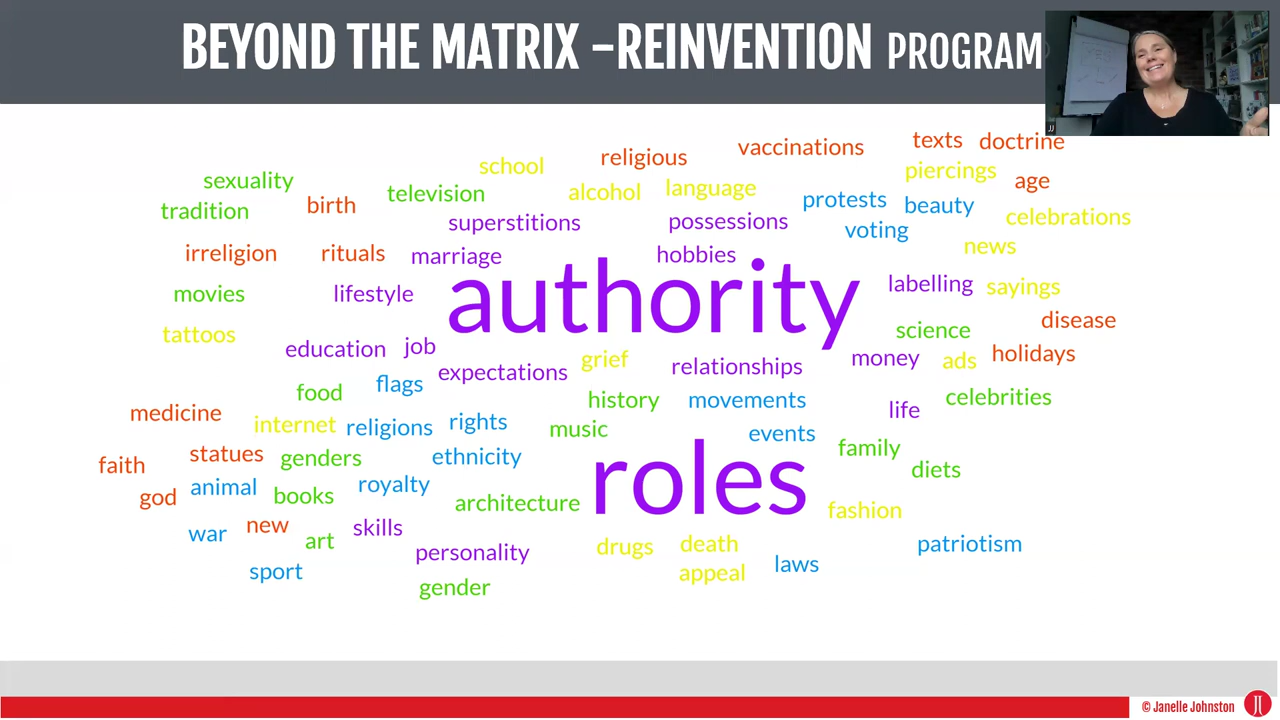 BEYOND THE MATRIX –REINVENTION PROGRAM
JJ
vaccinations
texts doctrine
school religious
piercings age
sexuality television alcohol language
tradition birth protests beauty celebrations
superstitions possessions voting
irreligion rituals marriage hobbies news
movies lifestyle authority labelling sayings
tattoos science disease
education job grief relationships money ads holidays
food flags expectations
history movements life celebrities
medicine internet religions rights music events
faith statues genders ethnicity roles family diets
god animal books royalty architecture
war new art skills fashion
sport personality drugs death laws patriotism
gender appeal
© Janelle Johnston JJ